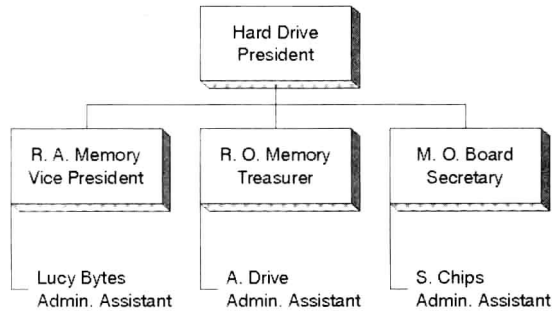 Hard Drive
President
R. A. Memory
Vice President
R. O. Memory
Treasurer
M. O. Board
Secretary
Lucy Bytes
Admin. Assistant
A. Drive
Admin. Assistant
S. Chips
Admin. Assistant